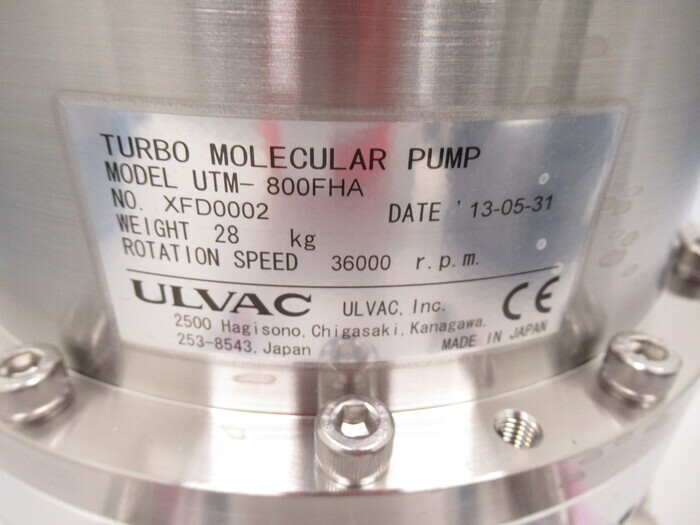 TURBO MOLECULAR PUMP
MODEL UTM- 800FHA
NO. XFD0002 DATE '13-05-31
WEIGHT 28 kg
ROTATION SPEED 36000 r.p.m.
ULVAC ULVAC, Inc. CE
2500 Hagisono, Chigasaki, Kanagawa,
253-8543, Japan MADE IN JAPAN